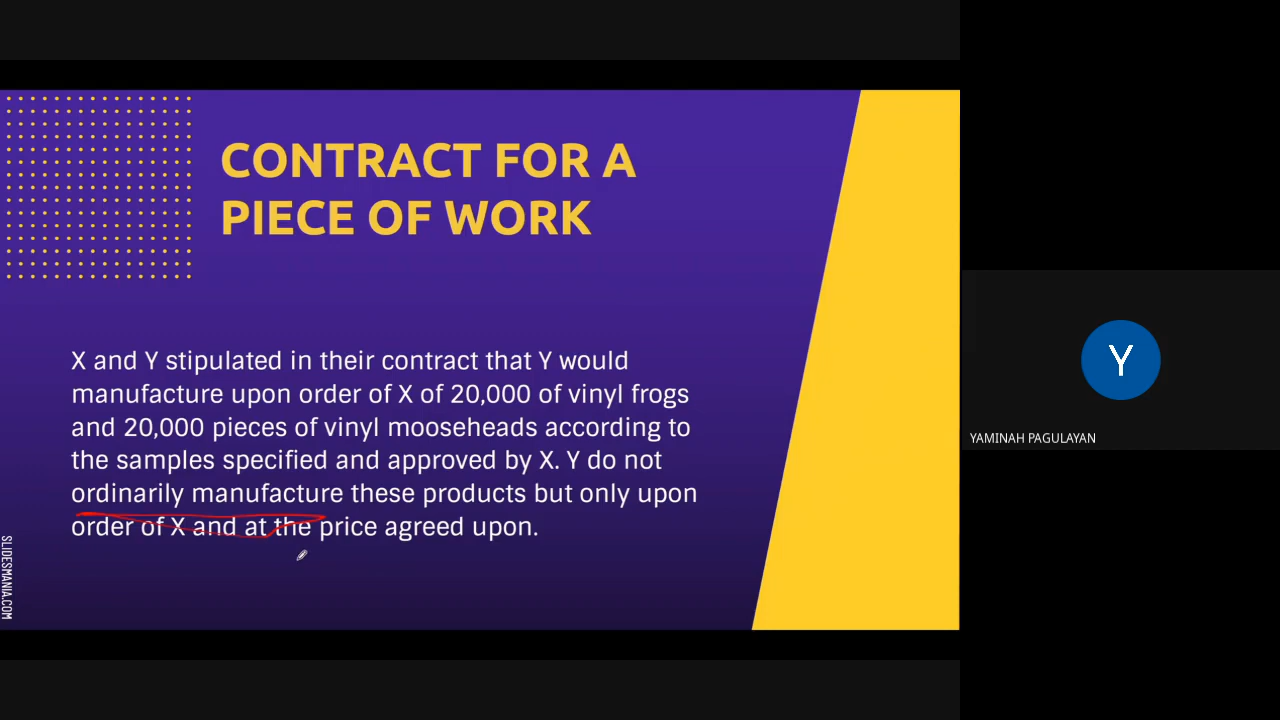 CONTRACT FOR A
PIECE OF WORK
X and Y stipulated in their contract that Y would
manufacture upon order of X of 20,000 of vinyl frogs
and 20,000 pieces of vinyl mooseheads according to
the samples specified and approved by X. Y do not
ordinarily manufacture these products but only upon
order of X and at the price agreed upon.
SLIDESMANIA.COM
Y
YAMINAH PAGULAYAN